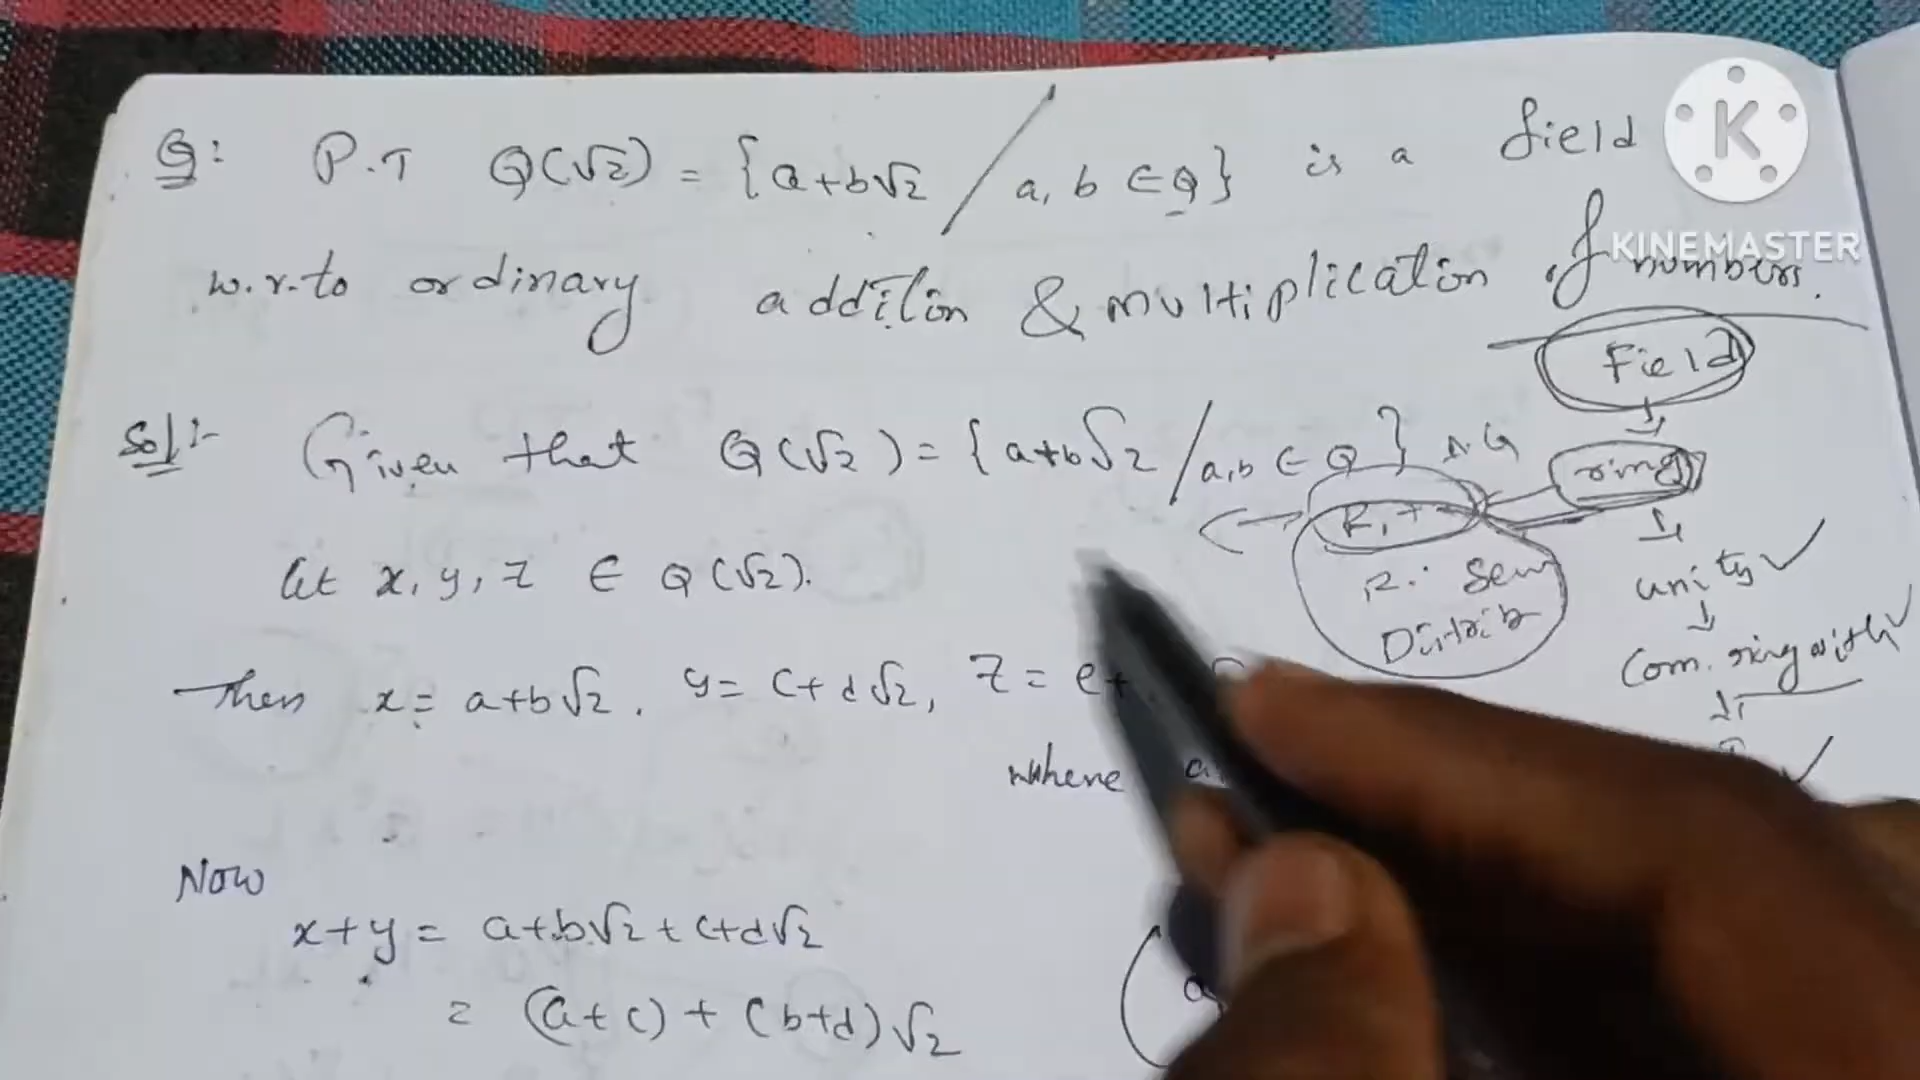 Q: P.T Q(√2) = {a+b√2 / a, b ∈ Q} is a field
w.r.to ordinary addition & multiplication of numbers.
K
KINEMASTER
Sol:- Given that Q(√2) = {a+b√2 / a,b ∈ Q}
let x, y, z ∈ Q(√2).
Then x = a+b√2. y = c+d√2, z = e+
where a
Now
x+y = a+b√2 + c+d√2
= (a+c) + (b+d)√2
Field
↓
ring
↓
unity ✓
↓
Com. ring with ✓
↓
R, +
R. Sem
Distrib